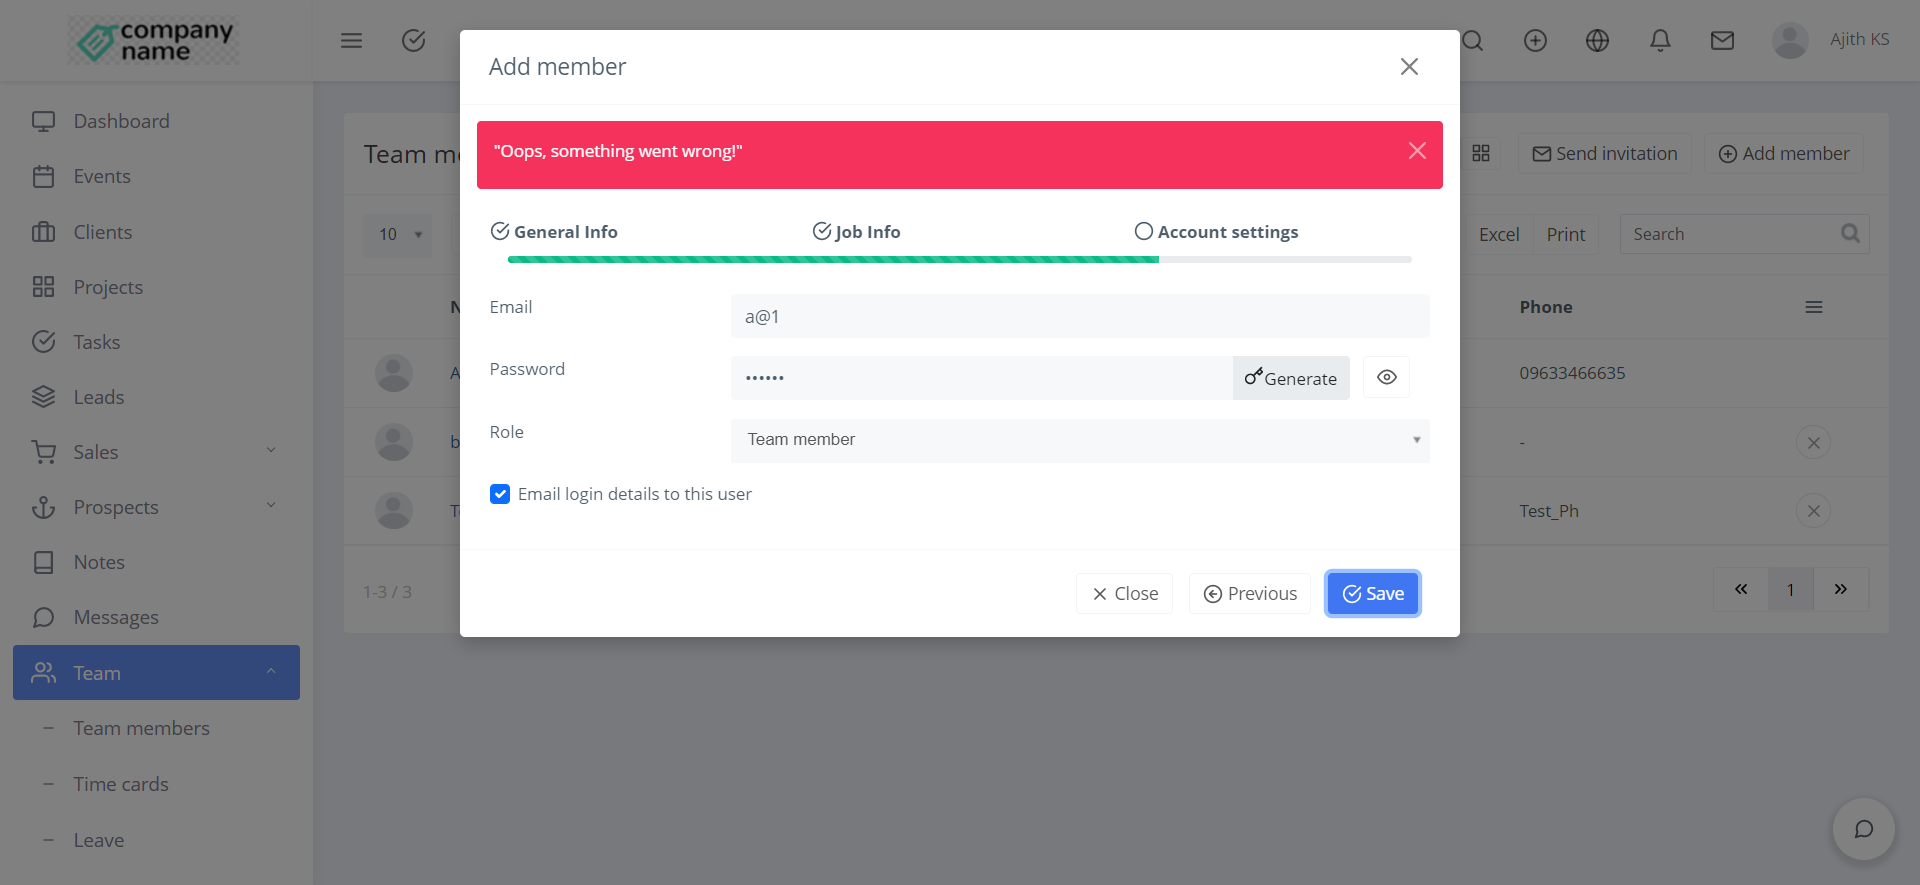 company
name
Ajith KS
Dashboard
Events
Clients
Projects
Tasks
Leads
Sales
Prospects
Notes
Messages
Team
Team members
Time cards
Leave
Add member
"Oops, something went wrong!"
General Info
Job Info
Account settings
Email
a@1
Password
••••••
Generate
Role
Team member
Email login details to this user
Close
Previous
Save
Team me
Send invitation
Add member
10
Excel
Print
Search
Phone
09633466635
-
Test_Ph
1-3 / 3
«
1
»